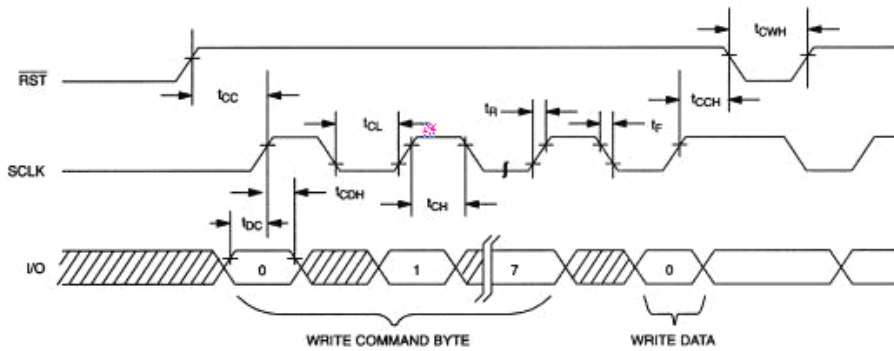 tCWH
RST
tCC
tCCH
tCL
tR
tF
SCLK
tCDH
tCH
tDC
I/O
0
1
7
0
WRITE COMMAND BYTE
WRITE DATA